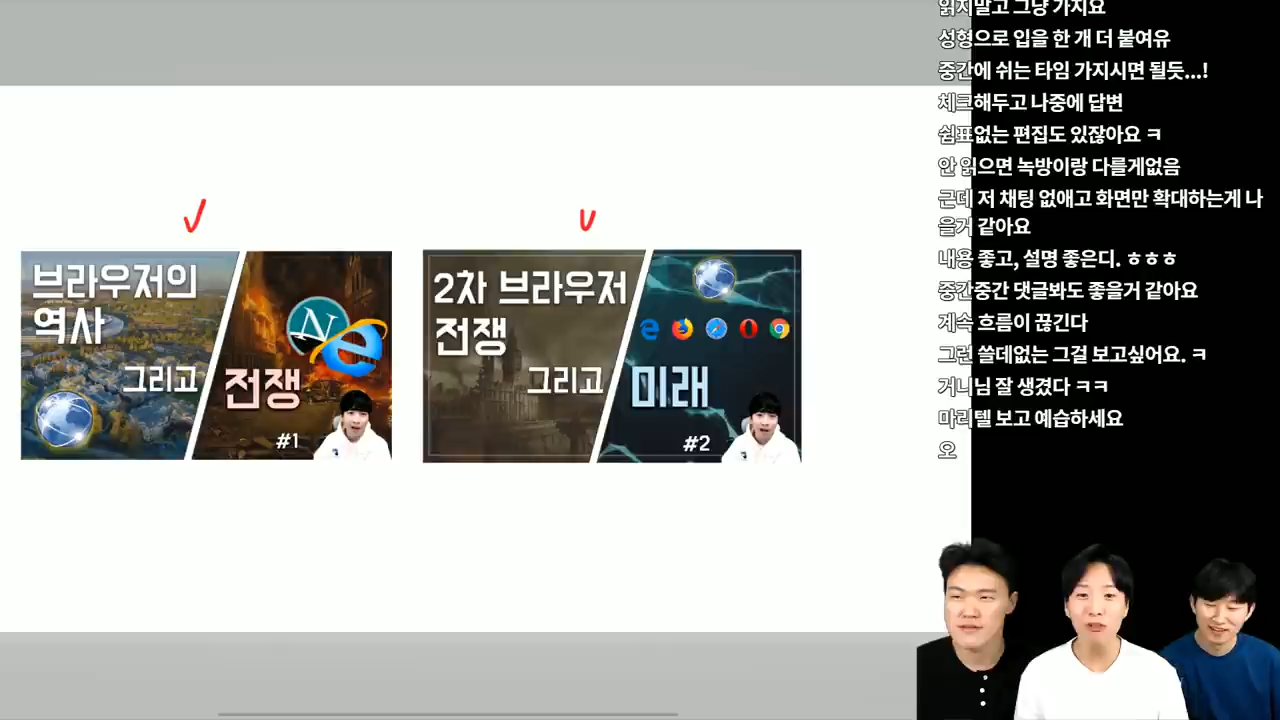 브라우저의
역사
그리고
전쟁
#1
2차 브라우저
전쟁
그리고
미래
#2
읽지말고 그냥 가지요
성형으로 입을 한 개 더 붙여유
중간에 쉬는 타임 가지시면 될듯...!
체크해두고 나중에 답변
쉼표없는 편집도 있잖아요 ㅋ
안 읽으면 녹방이랑 다를게없음
근데 저 채팅 없애고 화면만 확대하는게 나
을거 같아요
내용 좋고, 설명 좋은디. ㅎㅎㅎ
중간중간 댓글봐도 좋을거 같아요
계속 흐름이 끊긴다
그런 쓸데없는 그걸 보고싶어요. ㅋ
거니님 잘 생겼다 ㅋㅋ
마리텔 보고 예습하세요
오